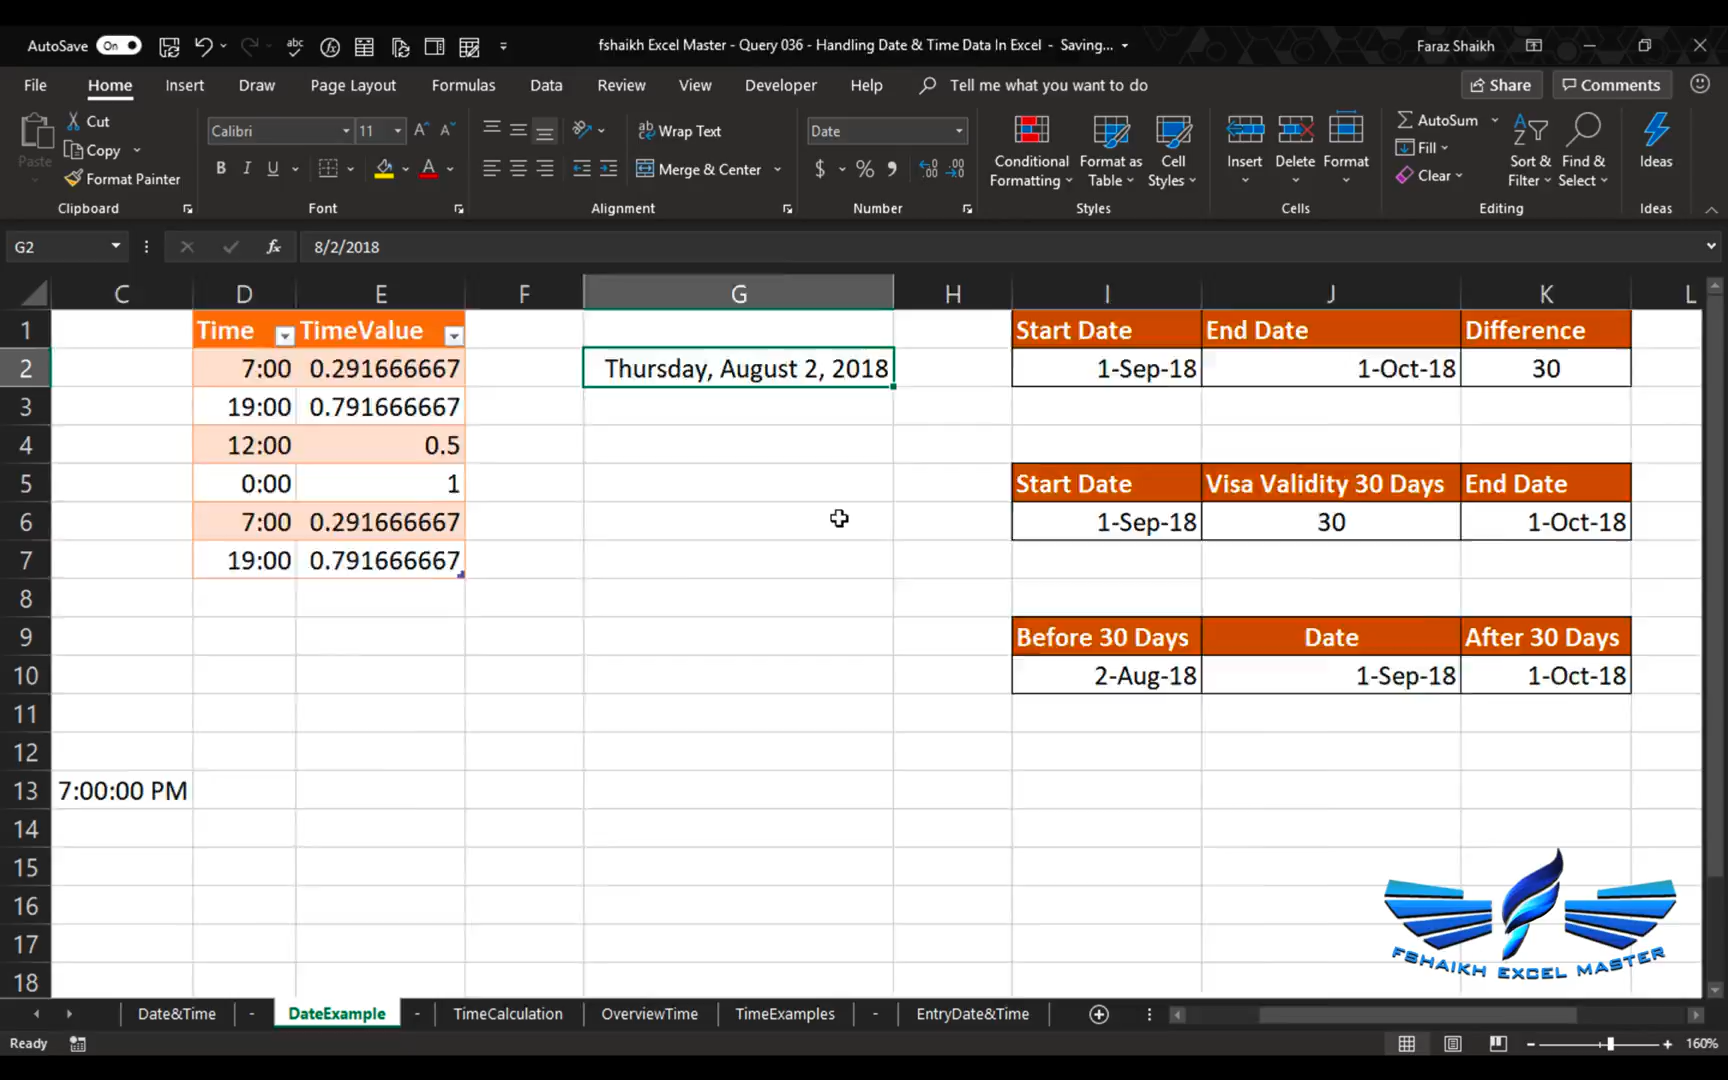 AutoSave On fshaikh Excel Master - Query 036 - Handling Date & Time Data In Excel - Saving... Faraz Shaikh
File Home Insert Draw Page Layout Formulas Data Review View Developer Help Tell me what you want to do Share Comments
Cut
Copy
Format Painter
Paste
Clipboard
Calibri 11
B I U
Font
Wrap Text
Merge & Center
Alignment
Date
$ % ,
Number
Conditional Formatting
Format as Table
Cell Styles
Styles
Insert Delete Format
Cells
AutoSum
Fill
Clear
Sort & Filter
Find & Select
Editing
Ideas
Ideas
G2 fx 8/2/2018
C D E F G H I J K L
1 Time TimeValue Start Date End Date Difference
2 7:00 0.291666667 Thursday, August 2, 2018 1-Sep-18 1-Oct-18 30
3 19:00 0.791666667
4 12:00 0.5
5 0:00 1 Start Date Visa Validity 30 Days End Date
6 7:00 0.291666667 1-Sep-18 30 1-Oct-18
7 19:00 0.791666667
8
9 Before 30 Days Date After 30 Days
10 2-Aug-18 1-Sep-18 1-Oct-18
11
12
13 7:00:00 PM
14
15
16
17
18
FSHAIKH EXCEL MASTER
Date&Time - DateExample - TimeCalculation OverviewTime TimeExamples - EntryDate&Time
Ready 160%